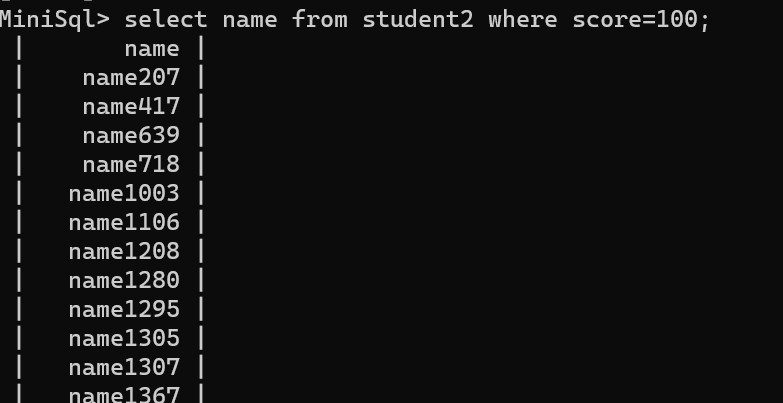 MiniSql> select name from student2 where score=100;
| name |
| name207 |
| name417 |
| name639 |
| name718 |
| name1003 |
| name1106 |
| name1208 |
| name1280 |
| name1295 |
| name1305 |
| name1307 |
| name1367 |